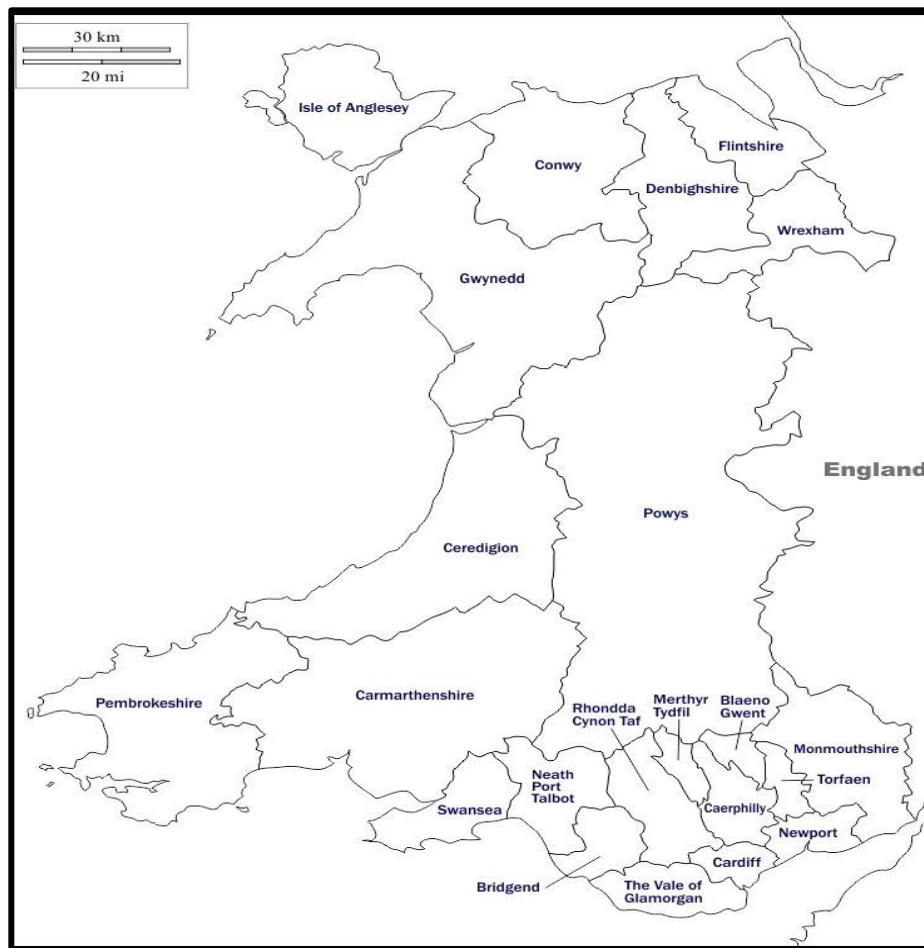 30 km
20 mi
Isle of Anglesey
Flintshire
Conwy
Denbighshire
Wrexham
Gwynedd
England
Powys
Ceredigion
Pembrokeshire
Carmarthenshire
Rhondda
Cynon Taf
Merthyr
Tydfil
Blaeno
Gwent
Monmouthshire
Neath
Port
Talbot
Torfaen
Swansea
Caerphilly
Newport
Cardiff
Bridgend
The Vale of
Glamorgan